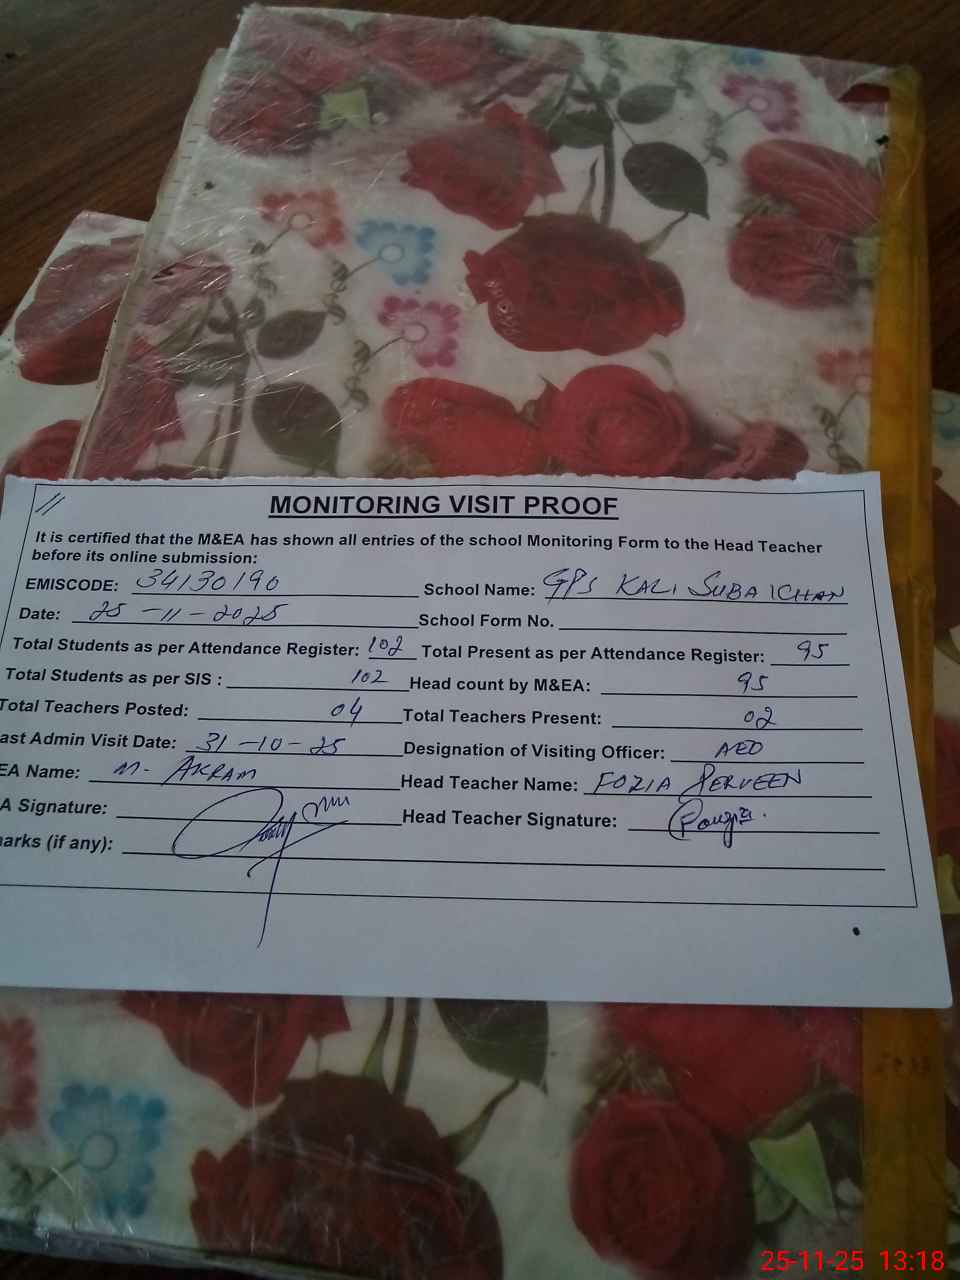 MONITORING VISIT PROOF
It is certified that the M&EA has shown all entries of the school Monitoring Form to the Head Teacher
before its online submission:
EMISCODE: 34130190 School Name: GPS KALI SUBA KHAN
Date: 25-11-2025 School Form No.
Total Students as per Attendance Register: 102 Total Present as per Attendance Register: 95
Total Students as per SIS : 102 Head count by M&EA: 95
Total Teachers Posted: 04 Total Teachers Present: 02
ast Admin Visit Date: 31-10-25 Designation of Visiting Officer: AEO
EA Name: M. AKRAM Head Teacher Name: FOZIA PERVEEN
A Signature: Head Teacher Signature:
arks (if any):
25-11-25 13:18